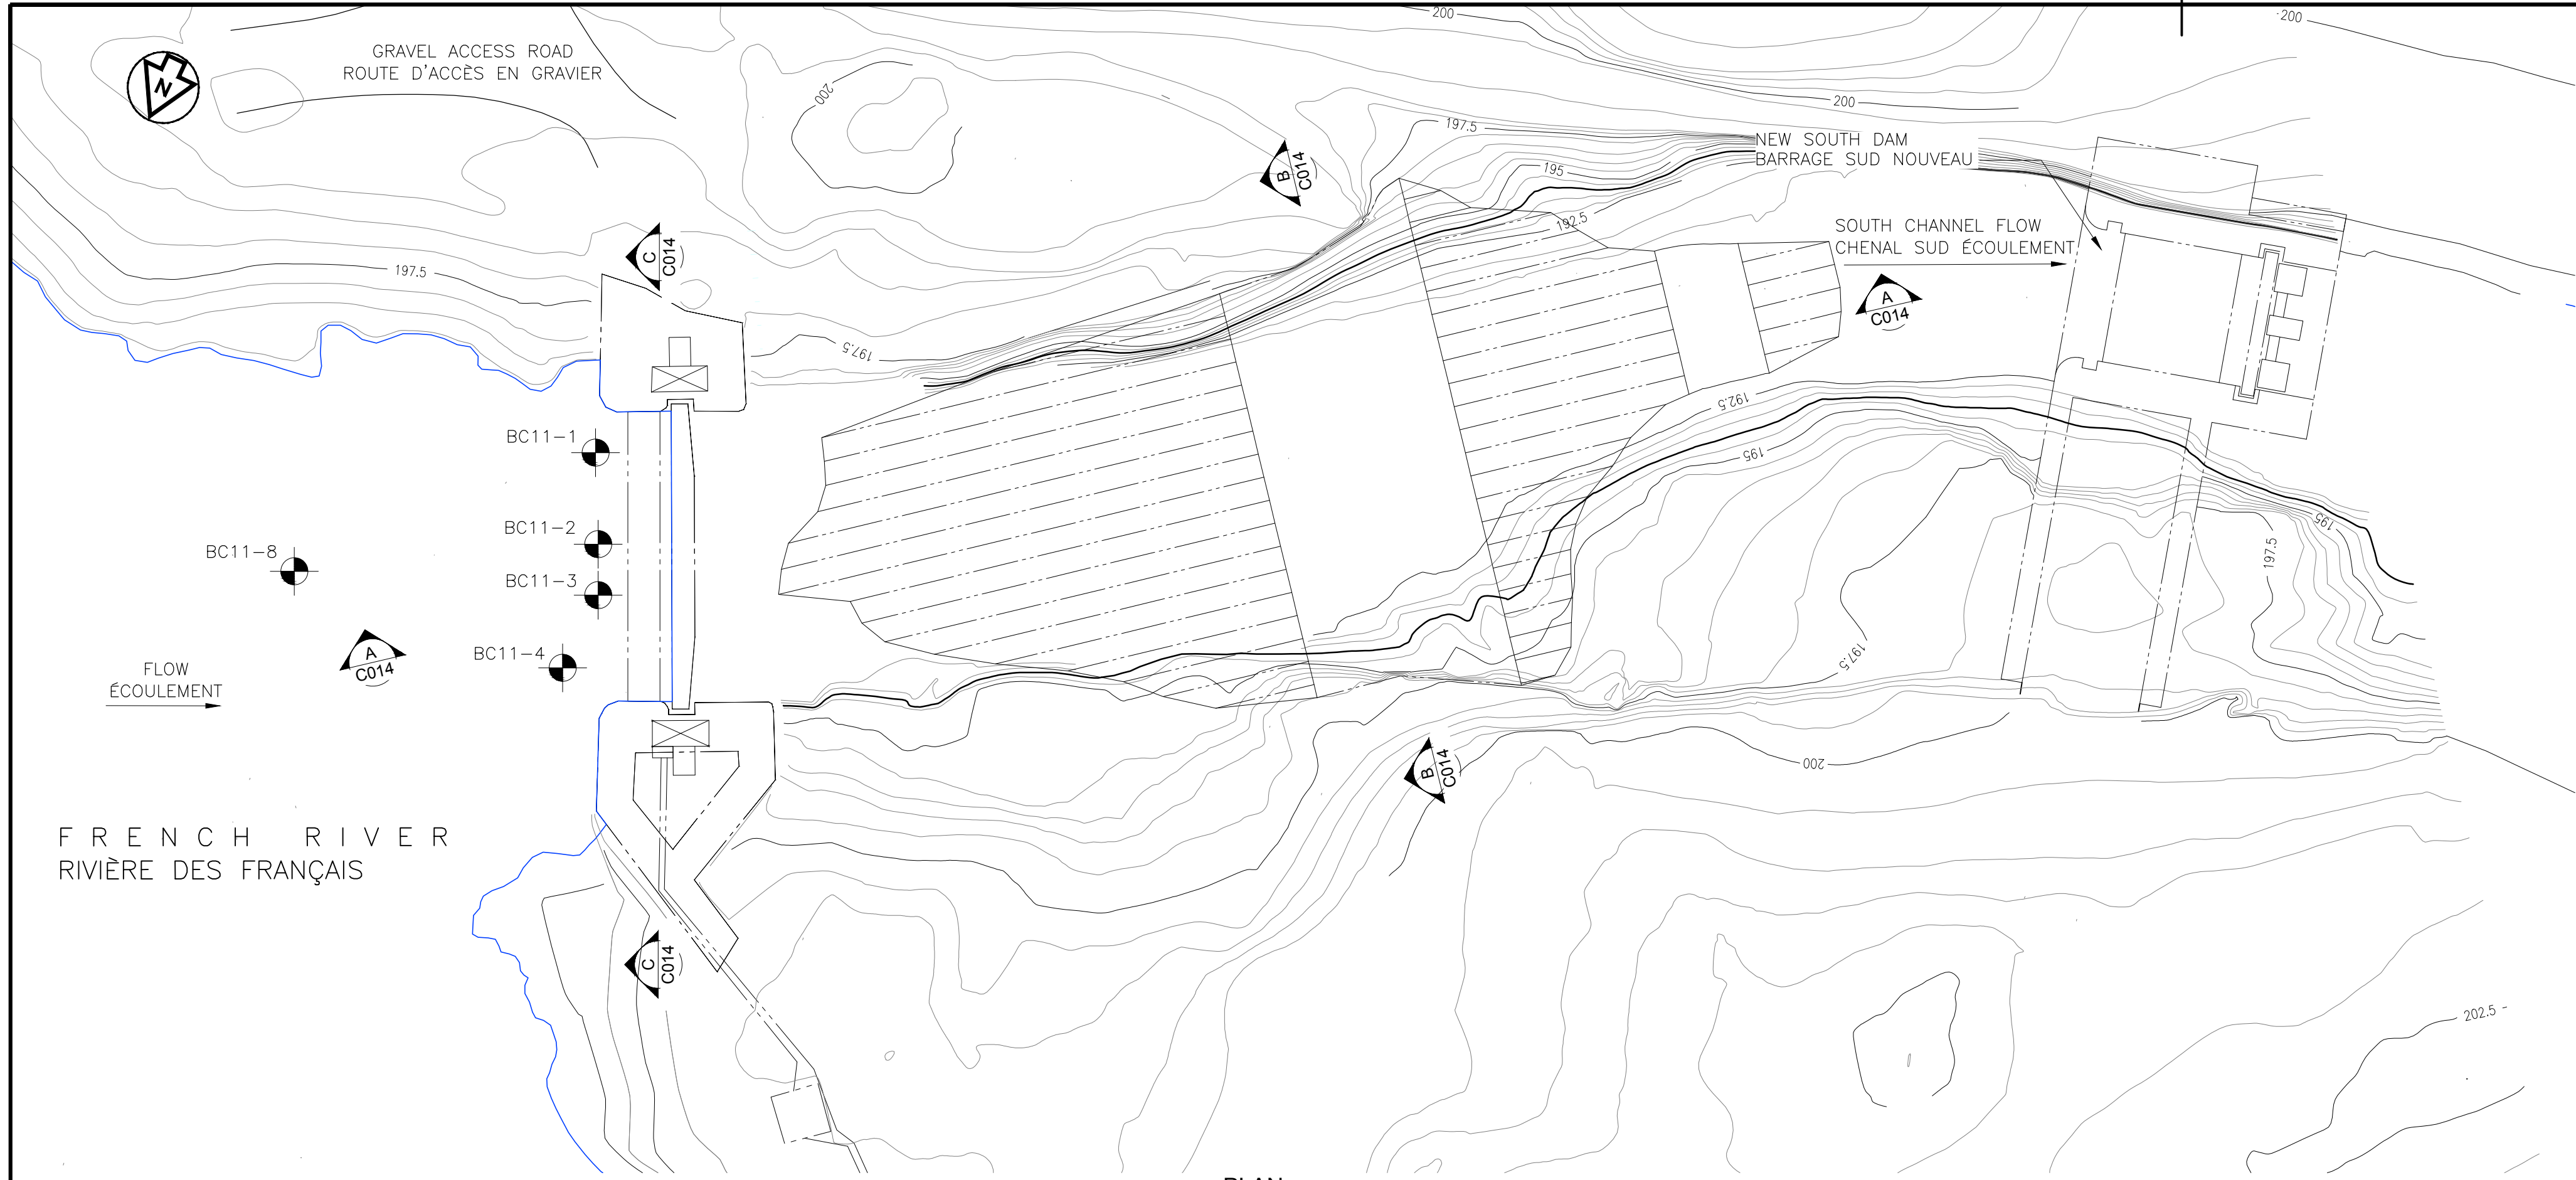 200
-200
GRAVEL ACCESS ROAD
ROUTE D'ACCÈS EN GRAVIER
N
200
200
197.5
NEW SOUTH DAM
BARRAGE SUD NOUVEAU
B
C014
195
192.5
SOUTH CHANNEL FLOW
CHENAL SUD ÉCOULEMENT
C
C014
197.5
A
C014
197.5
192.5
BC11-1
195
BC11-2
195
BC11-8
197.5
BC11-3
BC11-4
A
C014
197.5
FLOW
ÉCOULEMENT
B
C014
200
FRENCH RIVER
RIVIÈRE DES FRANÇAIS
C
C014
202.5 -
PLAN